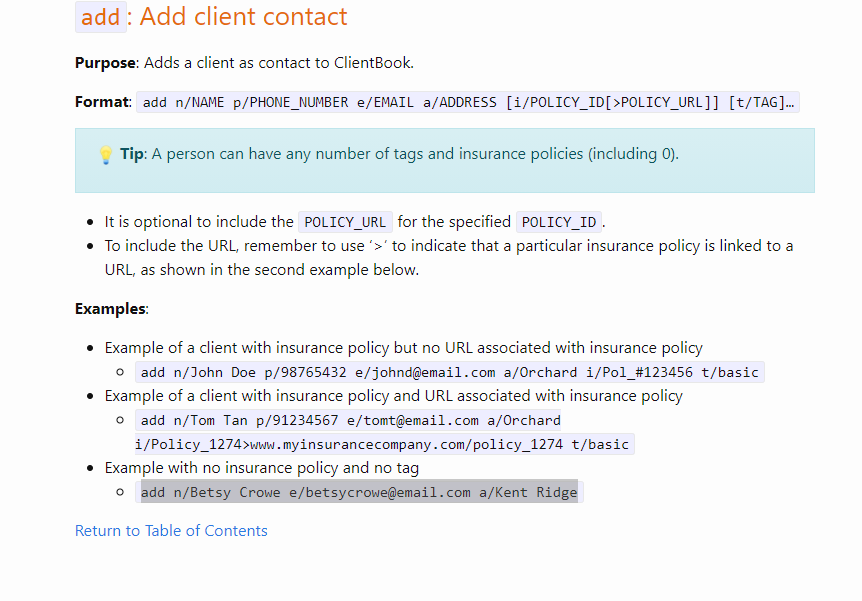 add: Add client contact
Purpose: Adds a client as contact to ClientBook.
Format: add n/NAME p/PHONE_NUMBER e/EMAIL a/ADDRESS [i/POLICY_ID[>POLICY_URL]] [t/TAG]…
💡 Tip: A person can have any number of tags and insurance policies (including 0).
• It is optional to include the POLICY_URL for the specified POLICY_ID.
• To include the URL, remember to use ‘>’ to indicate that a particular insurance policy is linked to a
URL, as shown in the second example below.
Examples:
• Example of a client with insurance policy but no URL associated with insurance policy
◦ add n/John Doe p/98765432 e/johnd@email.com a/Orchard i/Pol_#123456 t/basic
• Example of a client with insurance policy and URL associated with insurance policy
◦ add n/Tom Tan p/91234567 e/tomt@email.com a/Orchard
i/Policy_1274>www.myinsurancecompany.com/policy_1274 t/basic
• Example with no insurance policy and no tag
◦ add n/Betsy Crowe e/betsycrowe@email.com a/Kent Ridge
Return to Table of Contents